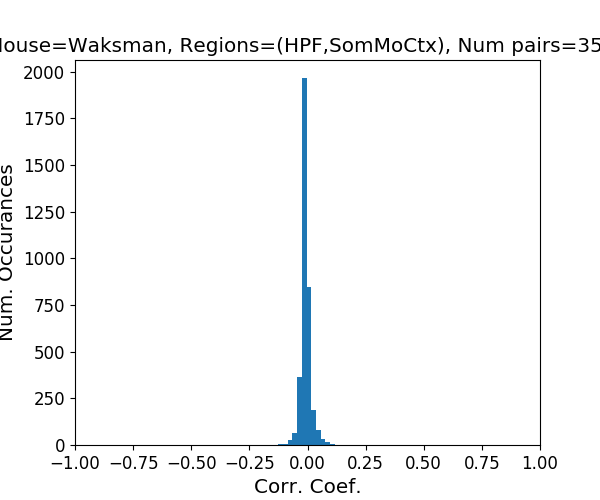 ouse=Waksman, Regions=(HPF,SomMoCtx), Num pairs=35
2000
1750
1500
1250
1000
750
500
250
0
Num. Occurances
−1.00 −0.75 −0.50 −0.25 0.00 0.25 0.50 0.75 1.00
Corr. Coef.